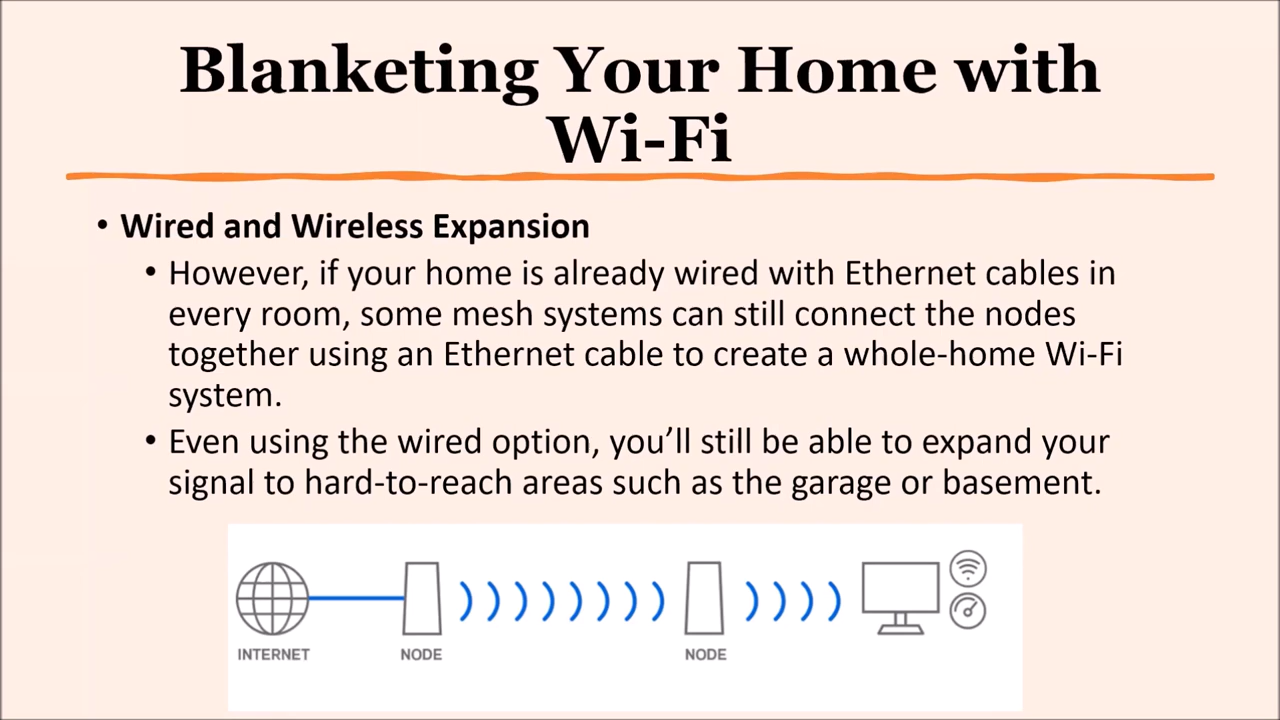 Blanketing Your Home with
Wi-Fi
• Wired and Wireless Expansion
• However, if your home is already wired with Ethernet cables in
every room, some mesh systems can still connect the nodes
together using an Ethernet cable to create a whole-home Wi-Fi
system.
• Even using the wired option, you’ll still be able to expand your
signal to hard-to-reach areas such as the garage or basement.
INTERNET
NODE
NODE